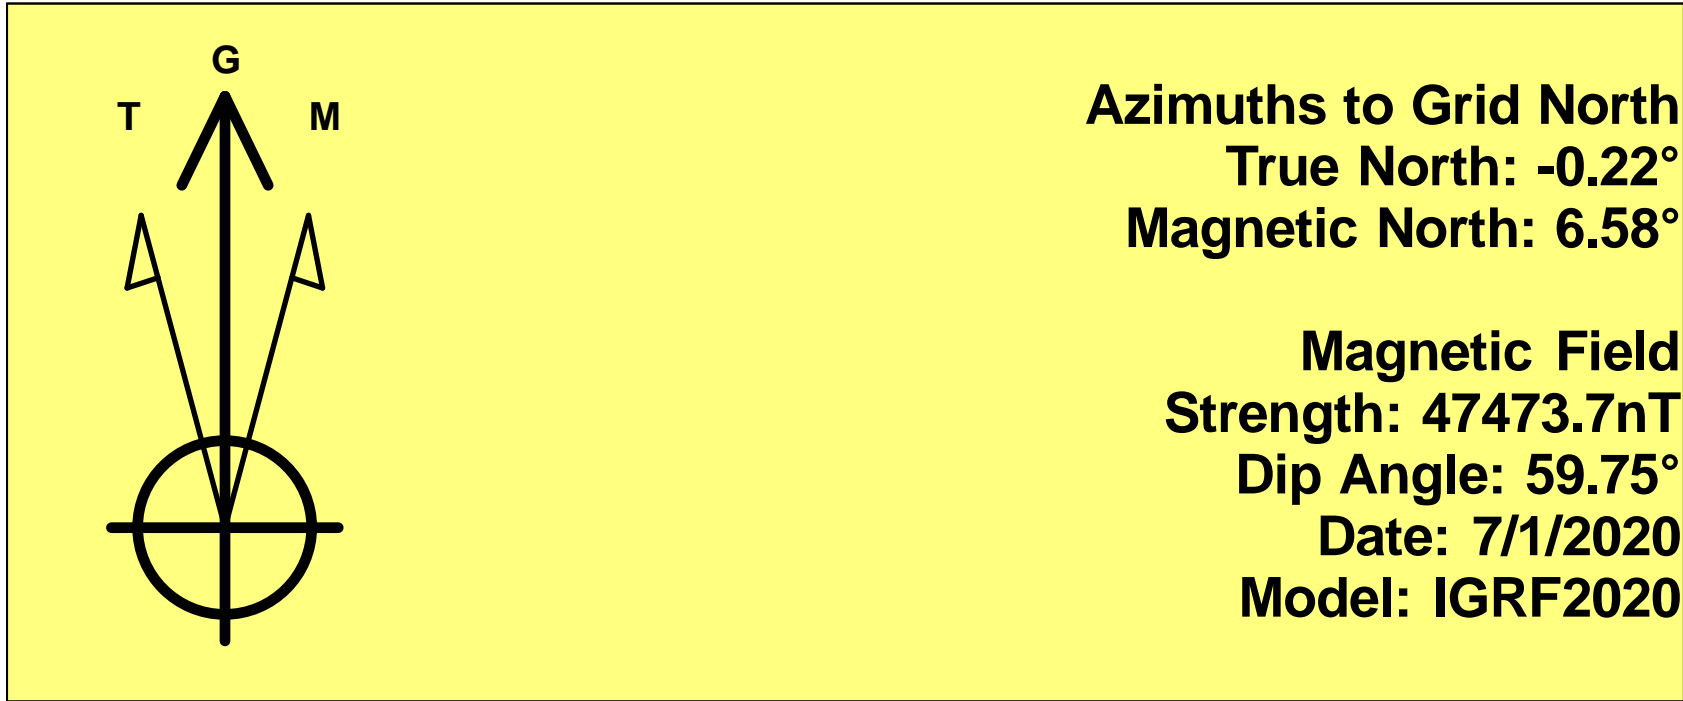 G
T M
Azimuths to Grid North
True North: -0.22°
Magnetic North: 6.58°
Magnetic Field
Strength: 47473.7nT
Dip Angle: 59.75°
Date: 7/1/2020
Model: IGRF2020